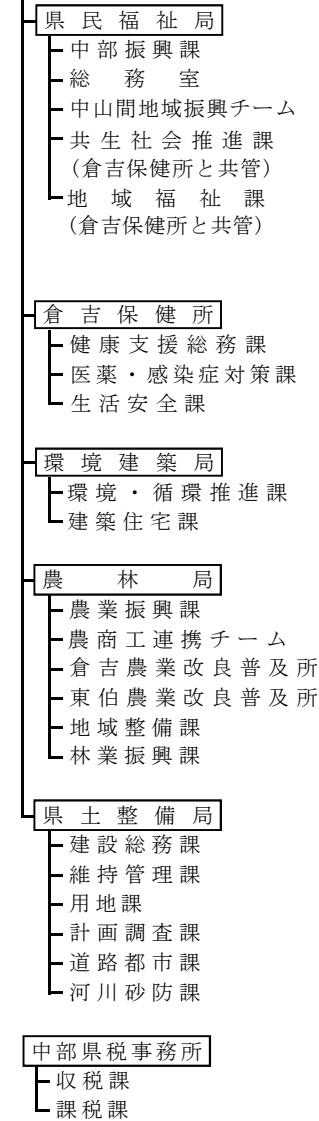 県民福祉局
中部振興課
総務室
中山間地域振興チーム
共生社会推進課
(倉吉保健所と共管)
地域福祉課
(倉吉保健所と共管)
倉吉保健所
健康支援総務課
医薬・感染症対策課
生活安全課
環境建築局
環境・循環推進課
建築住宅課
農林局
農業振興課
農商工連携チーム
倉吉農業改良普及所
東伯農業改良普及所
地域整備課
林業振興課
県土整備局
建設総務課
維持管理課
用地課
計画調査課
道路都市課
河川砂防課
中部県税事務所
収税課
課税課